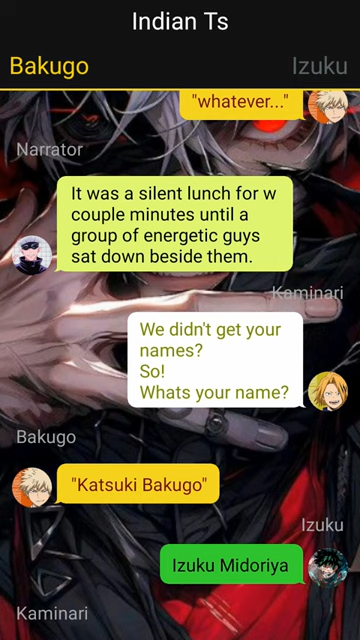 Indian Ts
Bakugo
Izuku
"whatever..."
Narrator
It was a silent lunch for w
couple minutes until a
group of energetic guys
sat down beside them.
Kaminari
We didn't get your
names?
So!
Whats your name?
Bakugo
"Katsuki Bakugo"
Izuku
Izuku Midoriya
Kaminari